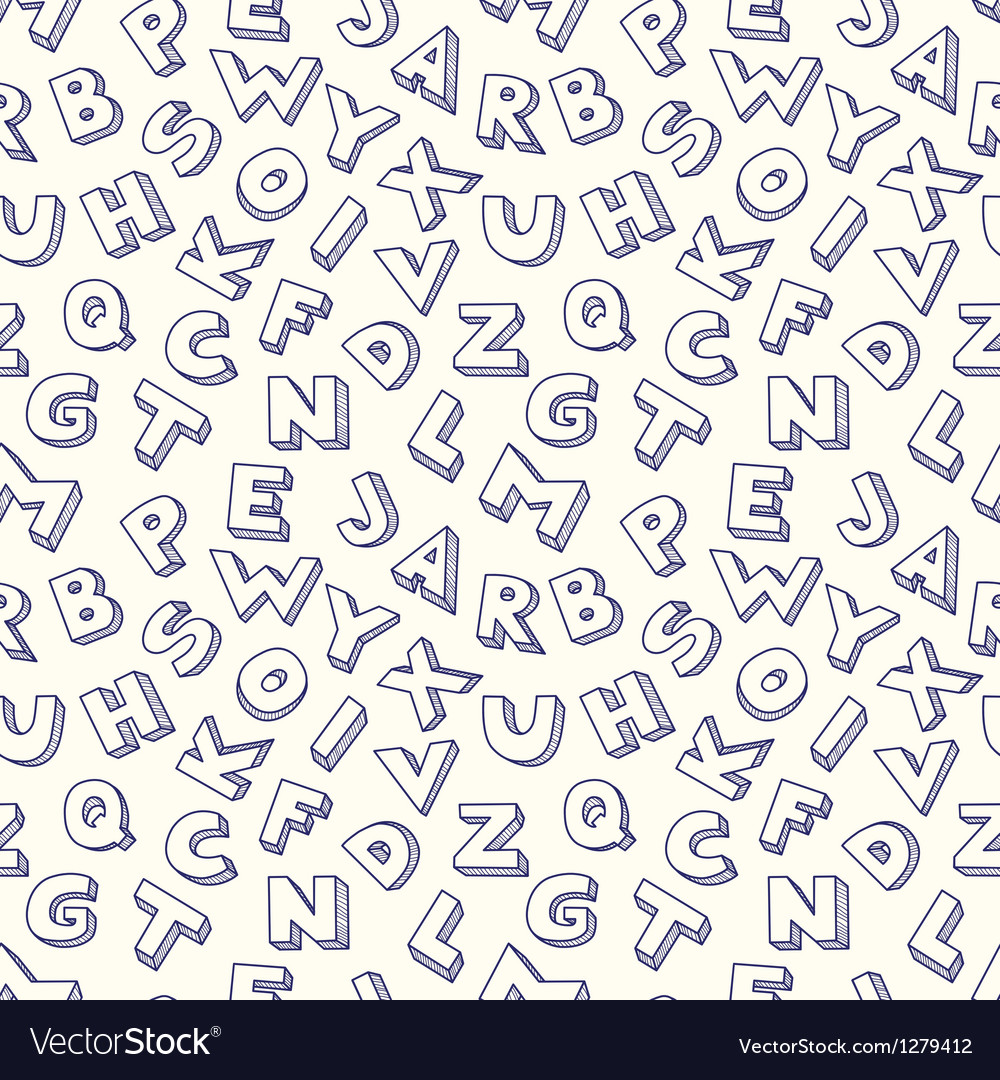 M P E J
W A
R B S Y R B S W Y A R
O X O X
U H I U H I
K V K V
Q F Q F
Z C D Z C D Z
G T N L G T N L
M P E J M P E J M
W A W A
R B S Y R B S Y R
O X O X
U H I U H I U
K V K V
Q F Q F
Z C D Z C D Z
G T N L G T N L
M E J M E J
VectorStock®
VectorStock.com/1279412